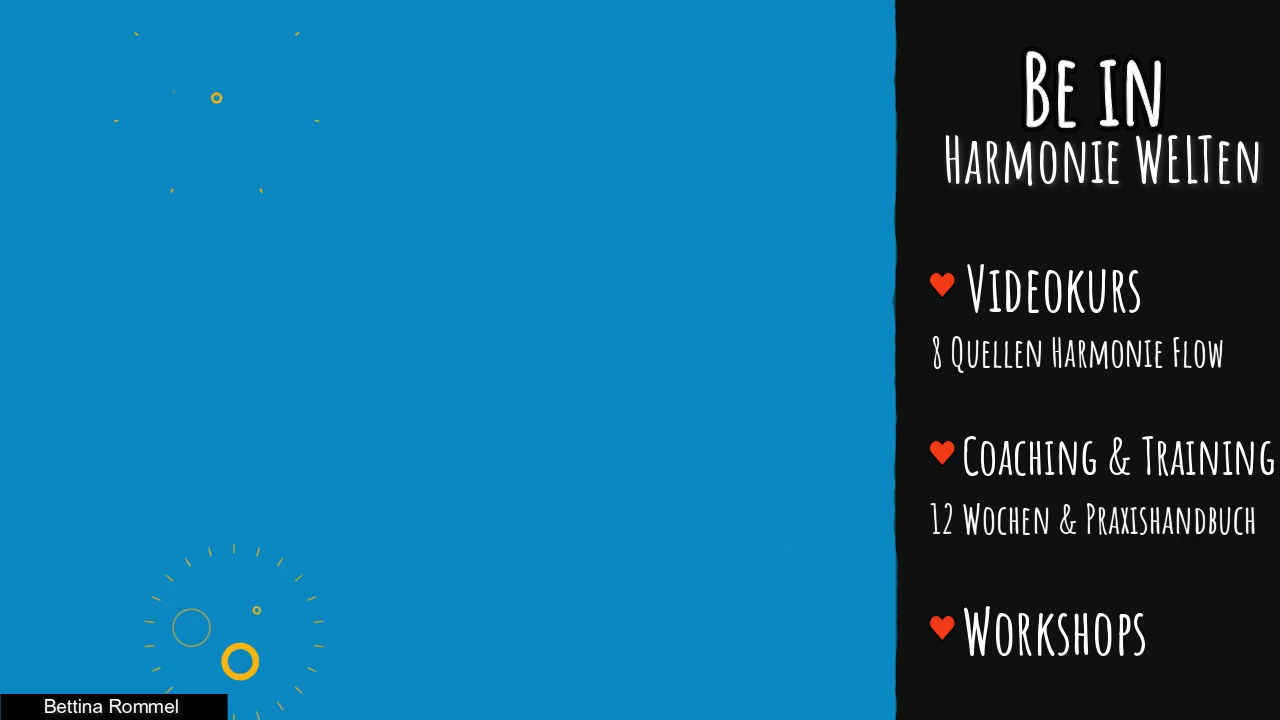 Be in
Harmonie WELTen
Videokurs
8 Quellen Harmonie Flow
Coaching & Training
12 Wochen & Praxishandbuch
Workshops
Bettina Rommel